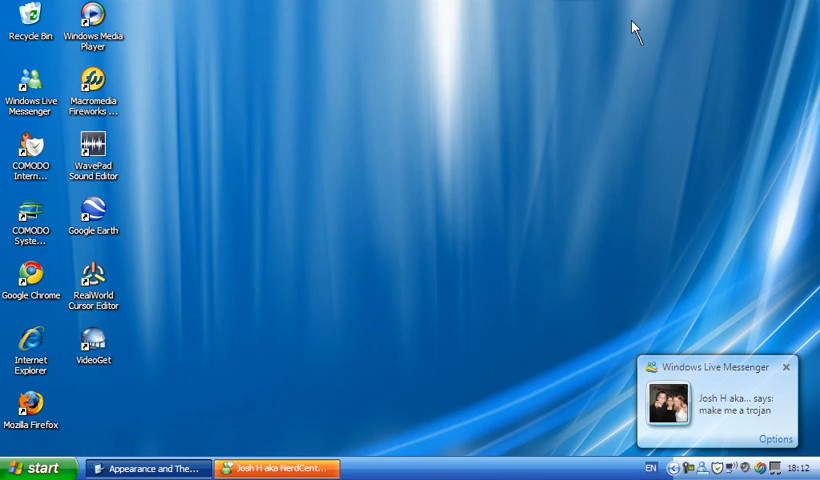 Recycle Bin
Windows Media
Player
Windows Live
Messenger
Macromedia
Fireworks ...
COMODO
Intern...
WavePad
Sound Editor
COMODO
Syste...
Google Earth
Google Chrome
RealWorld
Cursor Editor
Internet
Explorer
VideoGet
Mozilla Firefox
Windows Live Messenger
Josh H aka... says:
make me a trojan
Options
start
Appearance and The...
Josh H aka NerdCent...
EN
18:12